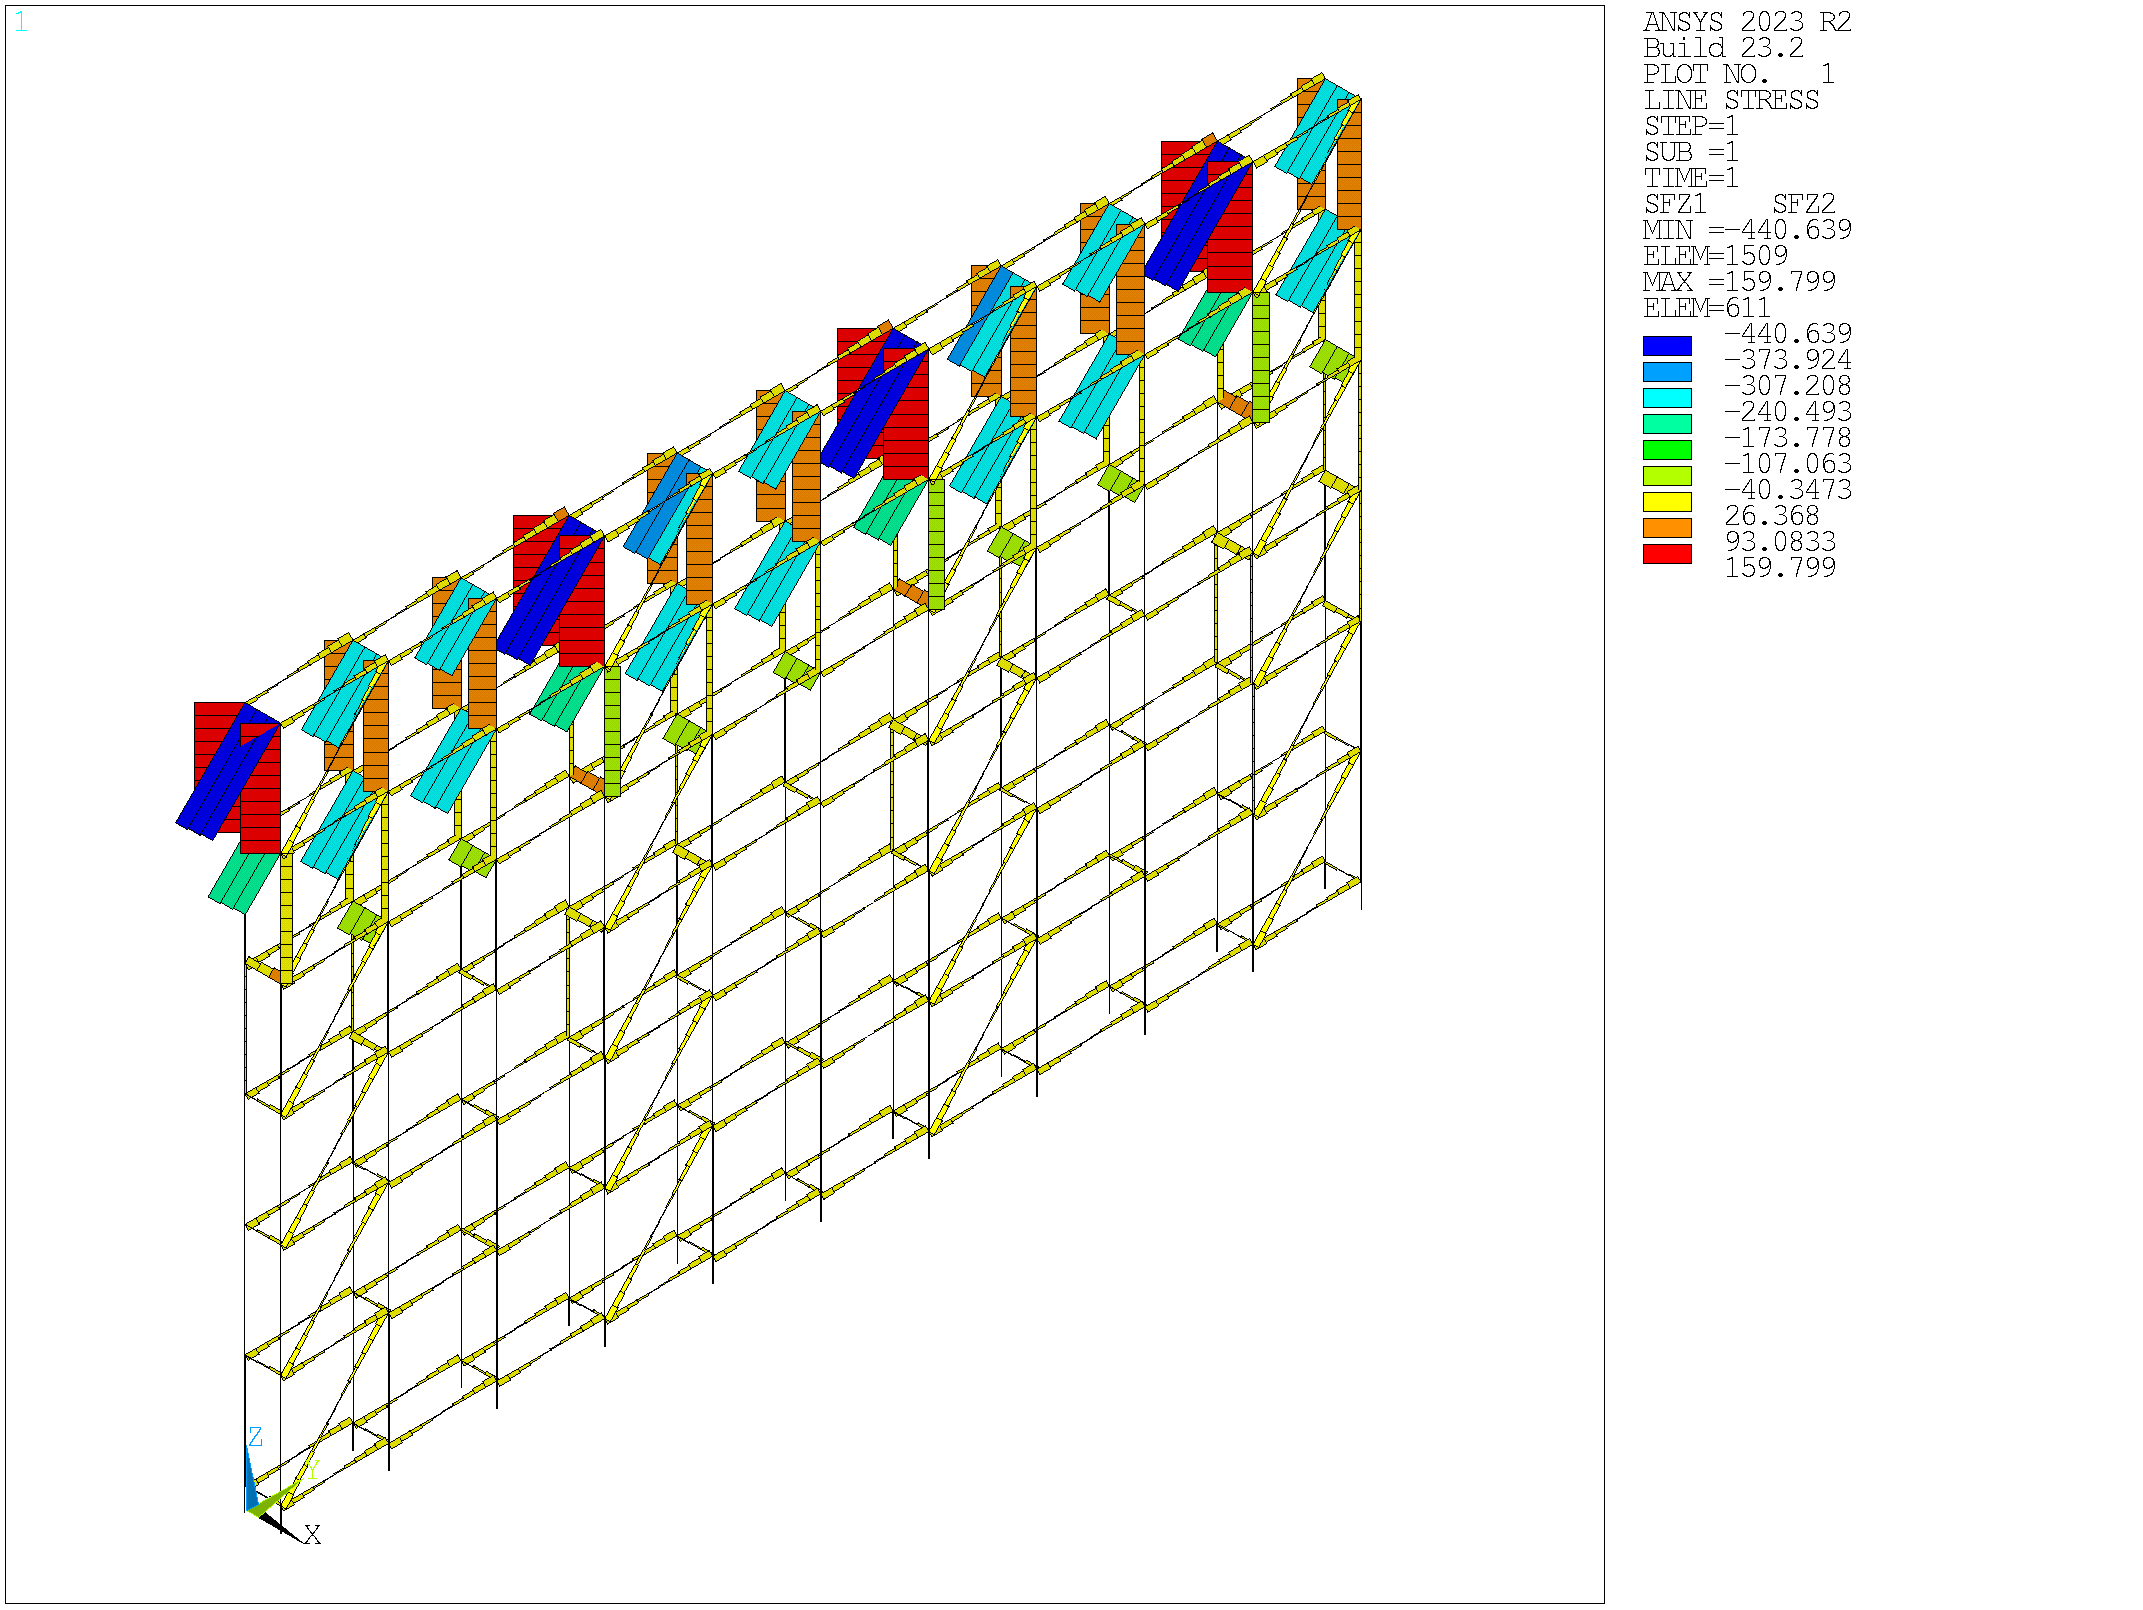 1
ANSYS 2023 R2
Build 23.2
PLOT NO. 1
LINE STRESS
STEP=1
SUB =1
TIME=1
SFZ1 SFZ2
MIN =-440.639
ELEM=1509
MAX =159.799
ELEM=611
-440.639
-373.924
-307.208
-240.493
-173.778
-107.063
-40.3473
26.368
93.0833
159.799
Z
Y
X